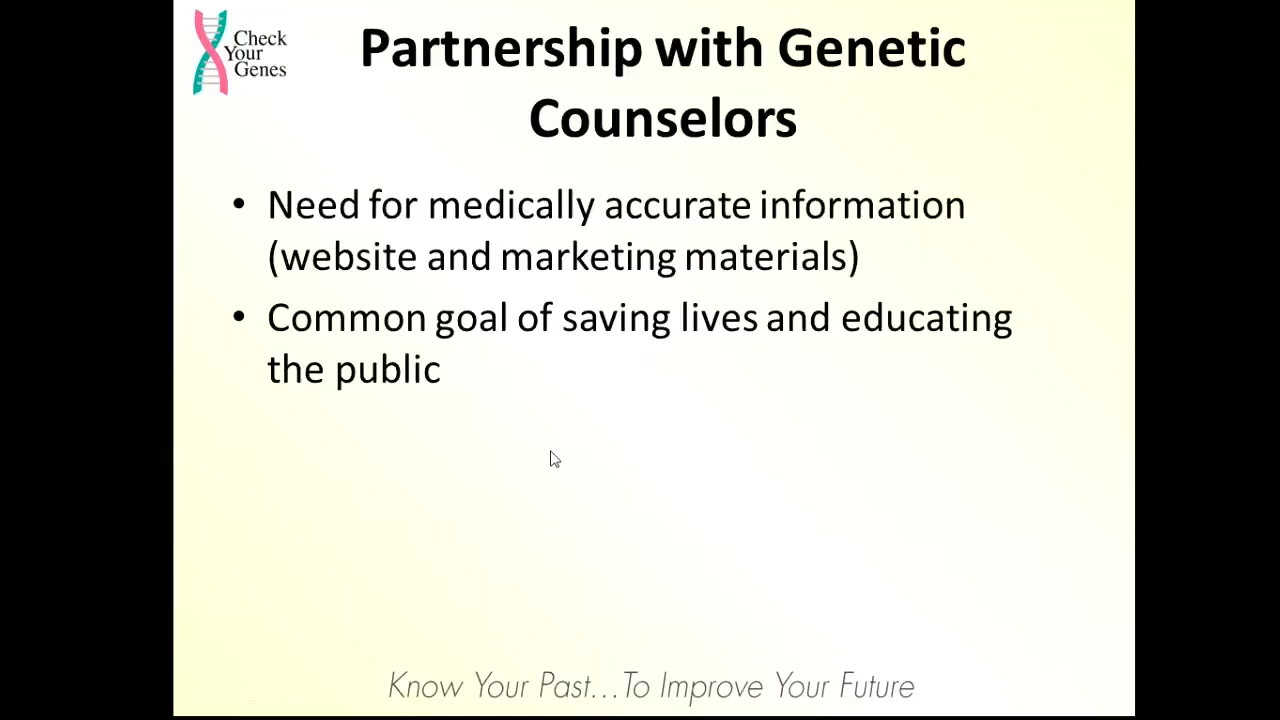 Check
Your
Genes
Partnership with Genetic
Counselors
• Need for medically accurate information
(website and marketing materials)
• Common goal of saving lives and educating
the public
Know Your Past...To Improve Your Future